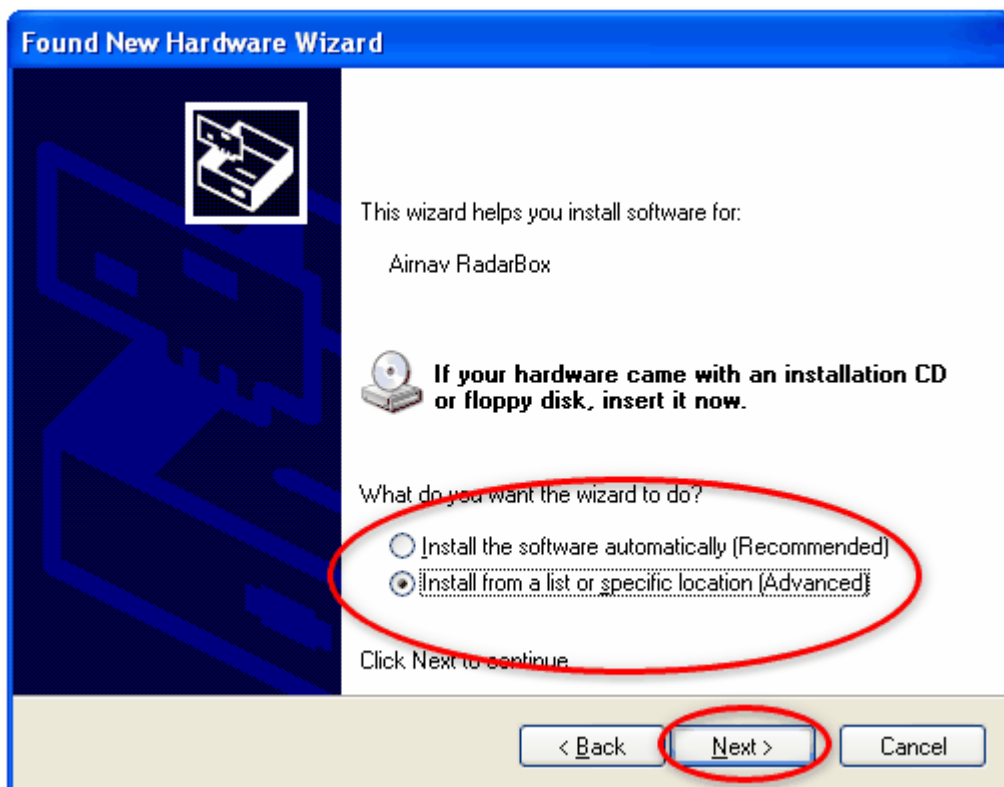 Found New Hardware Wizard
This wizard helps you install software for:
Airnav RadarBox
If your hardware came with an installation CD
or floppy disk, insert it now.
What do you want the wizard to do?
Install the software automatically (Recommended)
Install from a list or specific location (Advanced)
Click Next to continue.
< Back
Next >
Cancel